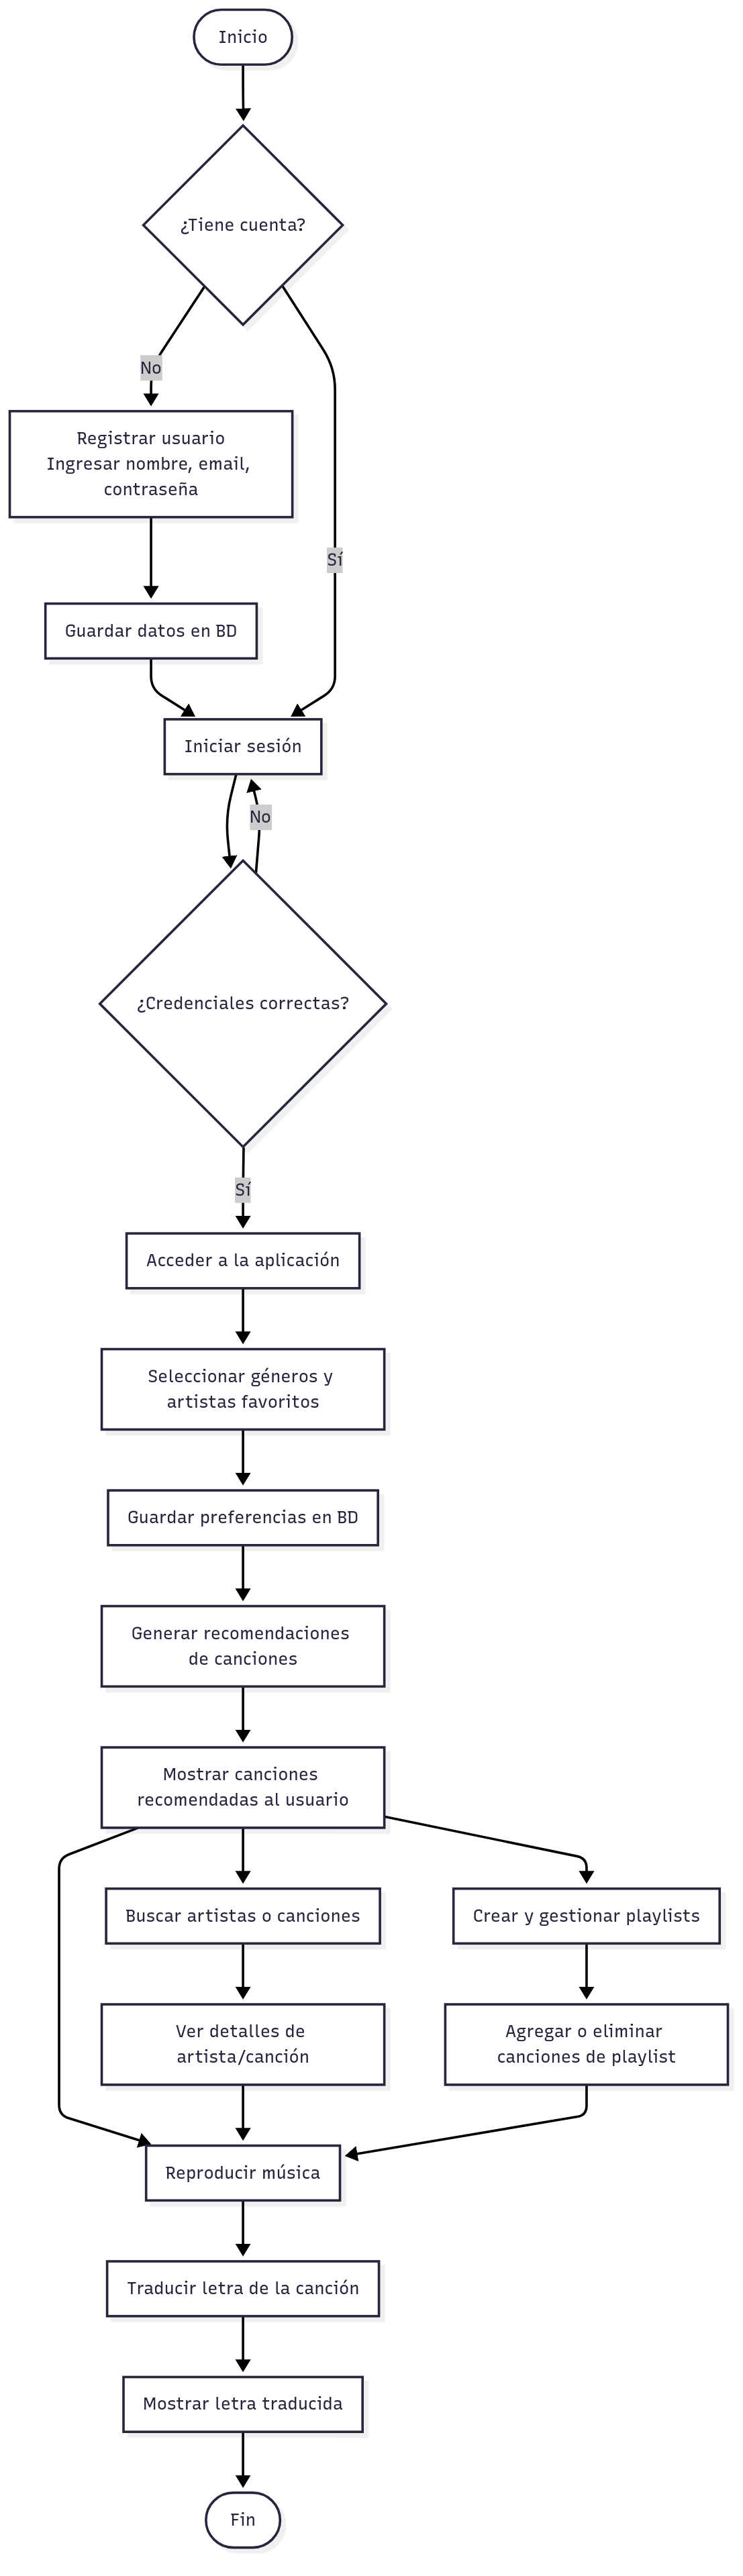 Inicio
¿Tiene cuenta?
No
Registrar usuario
Ingresar nombre, email,
contraseña
Sí
Guardar datos en BD
Iniciar sesión
No
¿Credenciales correctas?
Sí
Acceder a la aplicación
Seleccionar géneros y
artistas favoritos
Guardar preferencias en BD
Generar recomendaciones
de canciones
Mostrar canciones
recomendadas al usuario
Buscar artistas o canciones
Crear y gestionar playlists
Ver detalles de
artista/canción
Agregar o eliminar
canciones de playlist
Reproducir música
Traducir letra de la canción
Mostrar letra traducida
Fin